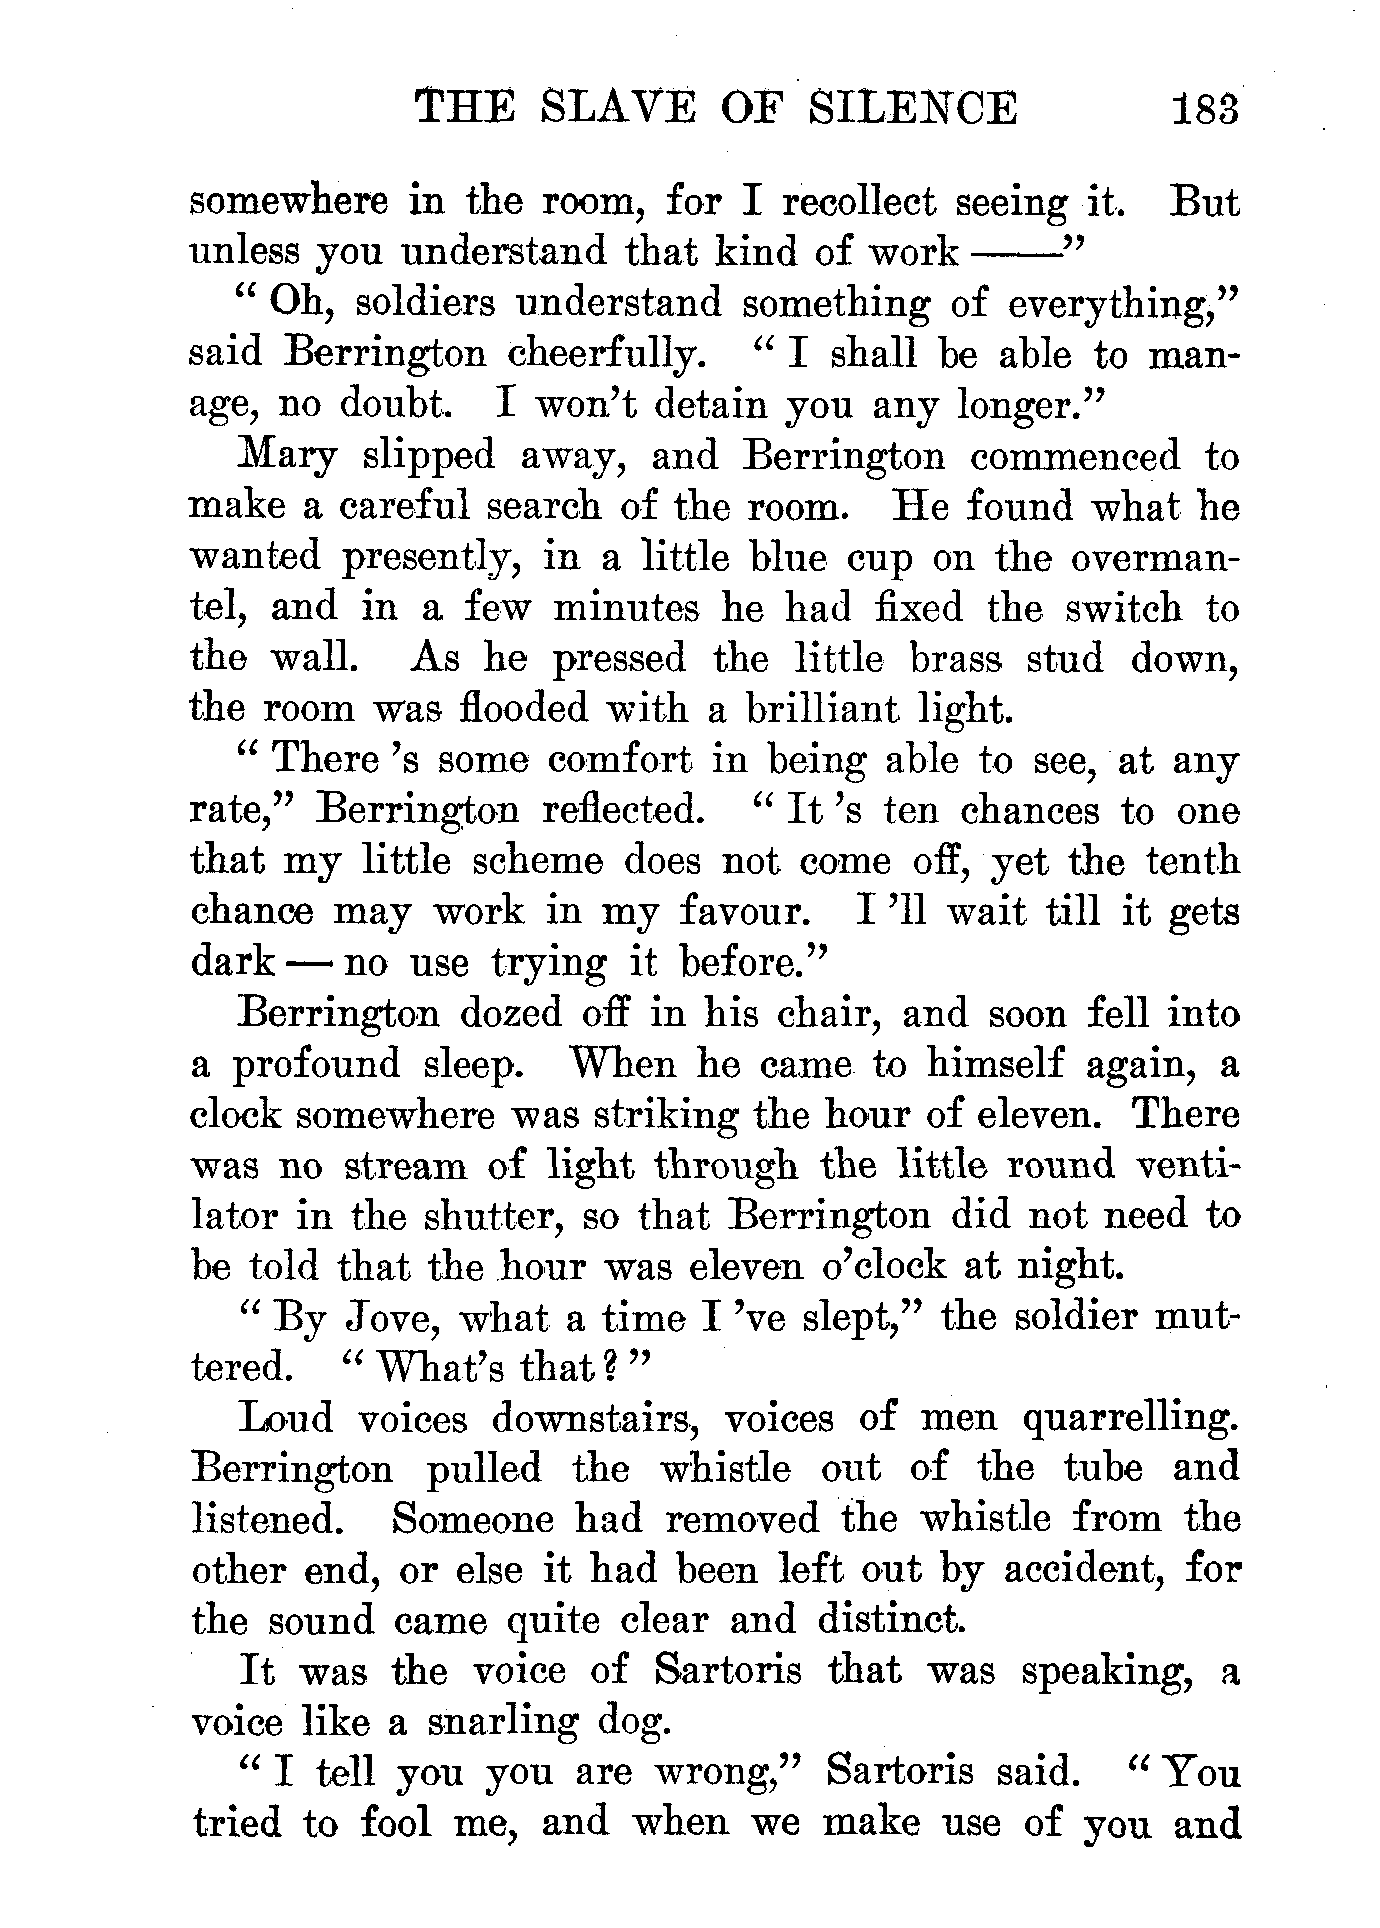 THE SLAVE OF SILENCE 183
somewhere in the room, for I recollect seeing it. But
unless you understand that kind of work ——”
“ Oh, soldiers understand something of everything,”
said Berrington cheerfully. “ I shall be able to man-
age, no doubt. I won’t detain you any longer.”
Mary slipped away, and Berrington commenced to
make a careful search of the room. He found what he
wanted presently, in a little blue cup on the overman-
tel, and in a few minutes he had fixed the switch to
the wall. As he pressed the little brass stud down,
the room was flooded with a brilliant light.
“ There ’s some comfort in being able to see, at any
rate,” Berrington reflected. “ It ’s ten chances to one
that my little scheme does not come off, yet the tenth
chance may work in my favour. I ’ll wait till it gets
dark — no use trying it before.”
Berrington dozed off in his chair, and soon fell into
a profound sleep. When he came to himself again, a
clock somewhere was striking the hour of eleven. There
was no stream of light through the little round venti-
lator in the shutter, so that Berrington did not need to
be told that the hour was eleven o’clock at night.
“ By Jove, what a time I ’ve slept,” the soldier mut-
tered. “ What’s that? ”
Loud voices downstairs, voices of men quarrelling.
Berrington pulled the whistle out of the tube and
listened. Someone had removed the whistle from the
other end, or else it had been left out by accident, for
the sound came quite clear and distinct.
It was the voice of Sartoris that was speaking, a
voice like a snarling dog.
“ I tell you you are wrong,” Sartoris said. “ You
tried to fool me, and when we make use of you and